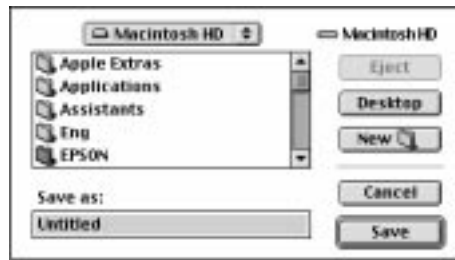 Macintosh HD
Macintosh HD
Apple Extras
Applications
Assistants
Eng
EPSON
Eject
Desktop
New
Save as:
Untitled
Cancel
Save